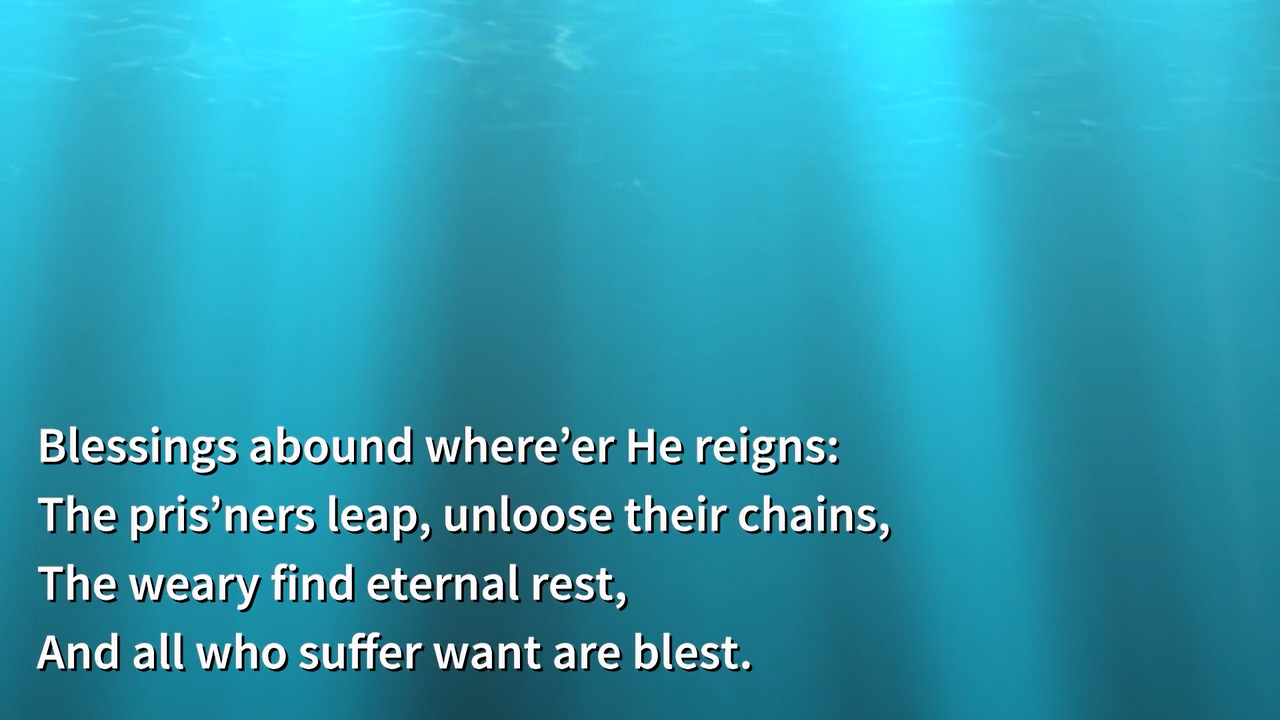 Blessings abound where’er He reigns:
The pris’ners leap, unloose their chains,
The weary find eternal rest,
And all who suffer want are blest.